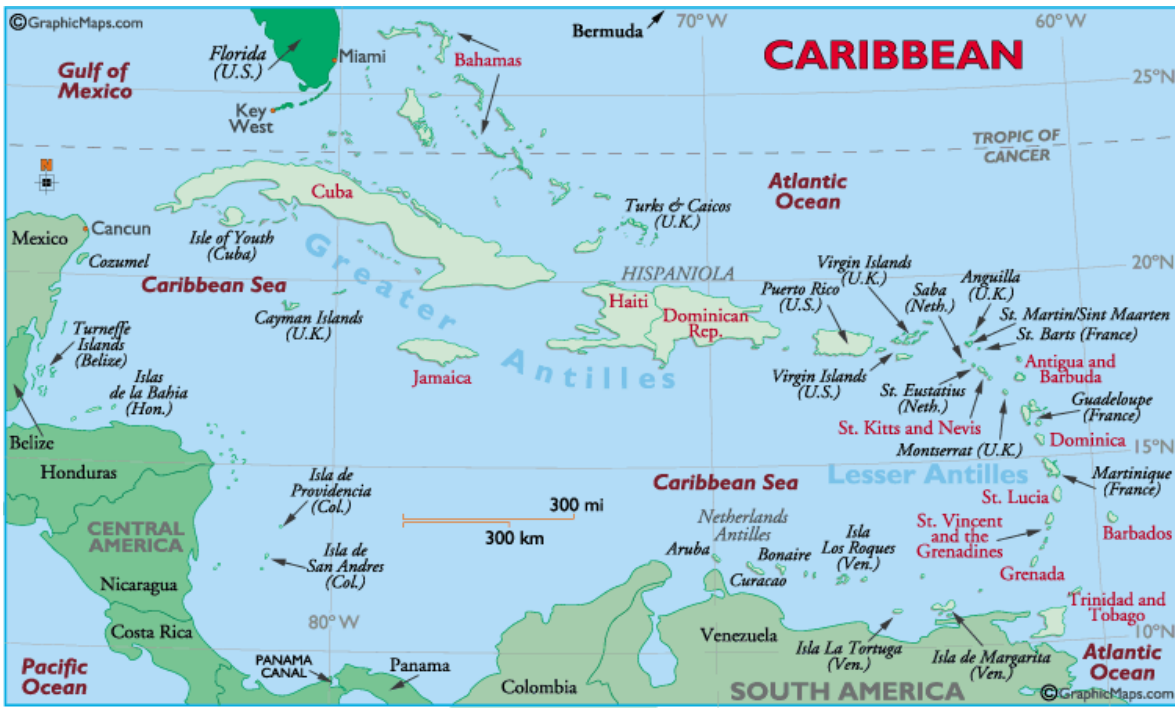 ©GraphicMaps.com
Bermuda
70°W
60°W
CARIBBEAN
Gulf of
Mexico
Florida
(U.S.)
Miami
Bahamas
25°N
Key
West
TROPIC OF
CANCER
N
Cuba
Atlantic
Ocean
Mexico
Cancun
Isle of Youth
(Cuba)
Turks & Caicos
(U.K.)
Cozumel
Greater
HISPANIOLA
Virgin Islands
(U.K.)
20°N
Caribbean Sea
Puerto Rico
(U.S.)
Saba
(Neth.)
Anguilla
(U.K.)
Cayman Islands
(U.K.)
Haiti
Dominican
Rep.
St. Martin/Sint Maarten
St. Barts (France)
Turneffe
Islands
(Belize)
Jamaica
Antilles
Virgin Islands
(U.S.)
Antigua and
Barbuda
Islas
de la Bahia
(Hon.)
St. Eustatius
(Neth.)
Guadeloupe
(France)
St. Kitts and Nevis
Belize
Montserrat (U.K.)
Dominica
15°N
Honduras
Isla de
Providencia
(Col.)
Caribbean Sea
Lesser Antilles
Martinique
(France)
300 mi
300 km
St. Lucia
CENTRAL
AMERICA
Netherlands
Antilles
St. Vincent
and the
Grenadines
Barbados
Isla de
San Andres
(Col.)
Aruba
Bonaire
Curacao
Isla
Los Roques
(Ven.)
Grenada
Nicaragua
Trinidad and
Tobago
Costa Rica
80°W
Venezuela
10°N
Pacific
Ocean
PANAMA
CANAL
Panama
Isla La Tortuga
(Ven.)
Isla de Margarita
(Ven.)
Atlantic
Ocean
Colombia
SOUTH AMERICA
©GraphicMaps.com